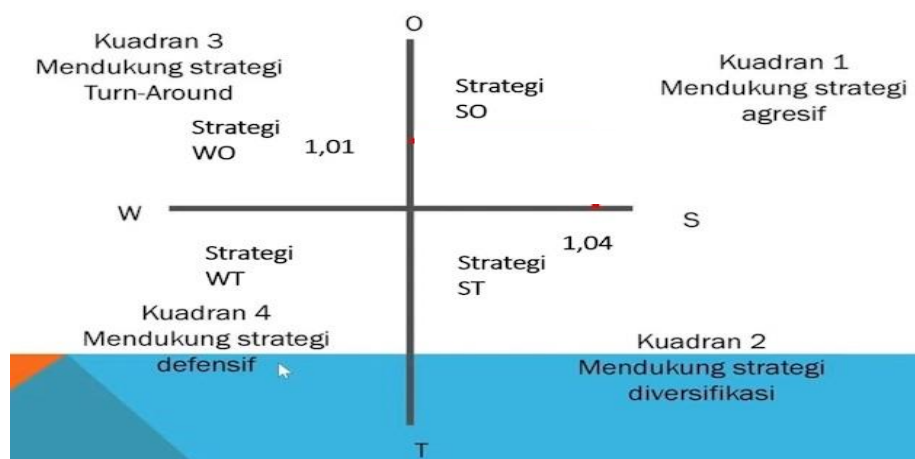 O
Kuadran 3
Mendukung strategi
Turn-Around
Kuadran 1
Mendukung strategi
agresif
Strategi
SO
Strategi
WO
1,01
W
S
1,04
Strategi
WT
Strategi
ST
Kuadran 4
Mendukung strategi
defensif
Kuadran 2
Mendukung strategi
diversifikasi
T